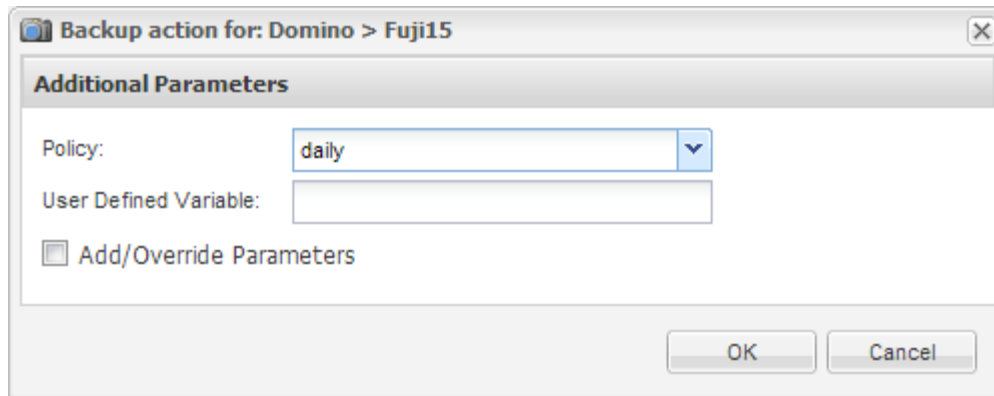 Backup action for: Domino > Fuji15
Additional Parameters
Policy: daily
User Defined Variable:
Add/Override Parameters
OK Cancel